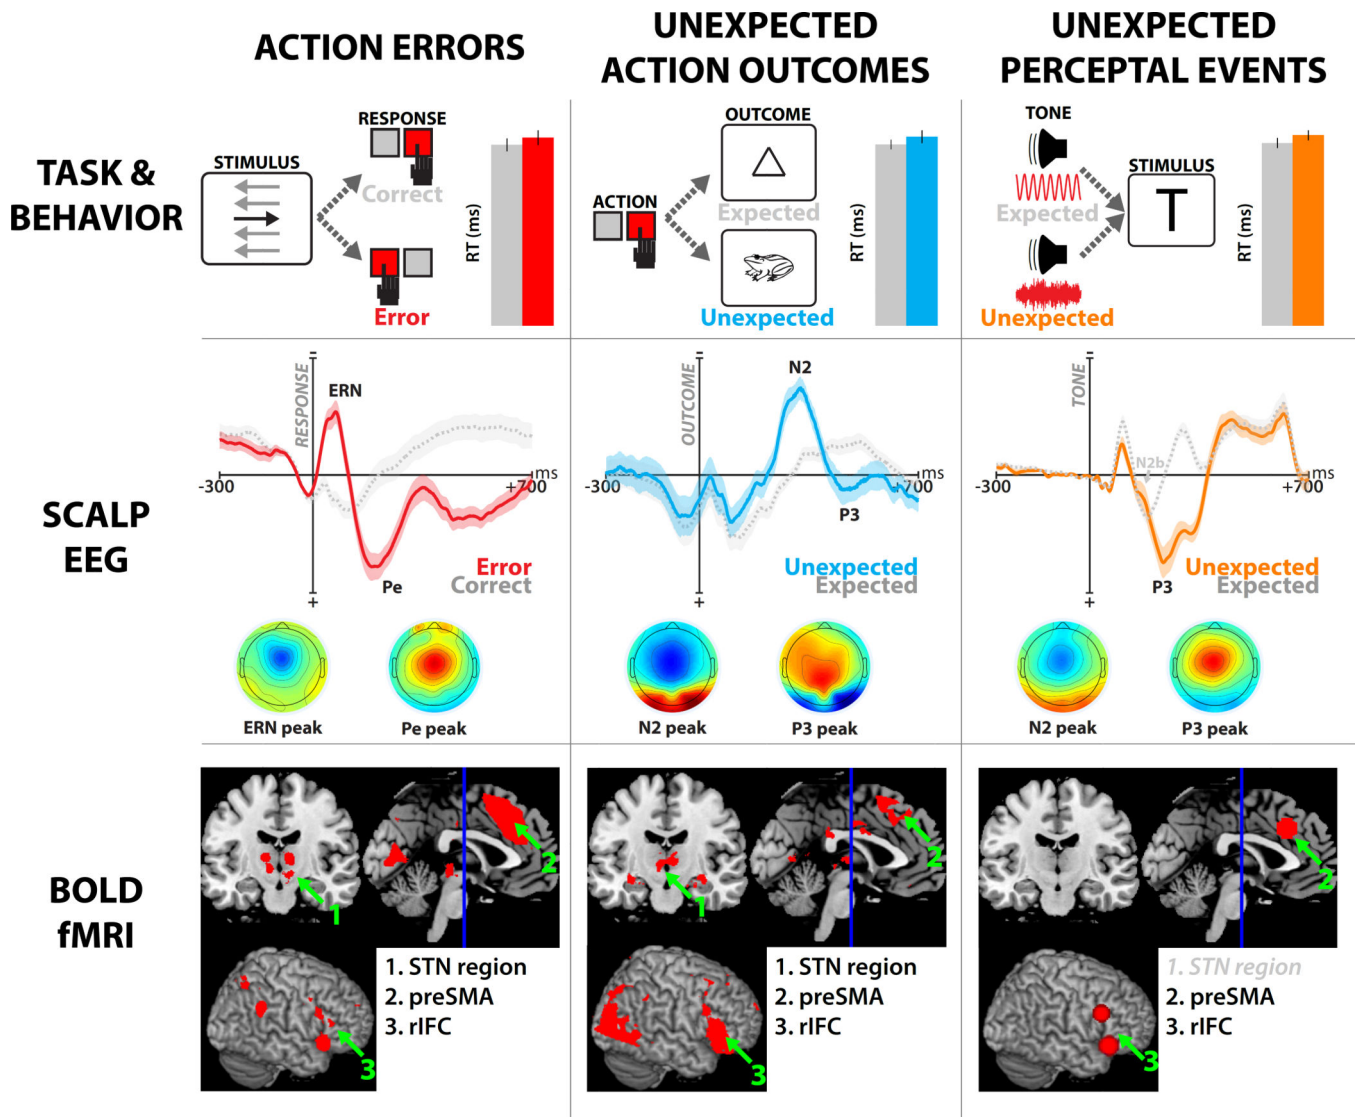 ACTION ERRORS
UNEXPECTED
ACTION OUTCOMES
UNEXPECTED
PERCEPTAL EVENTS
TASK &
BEHAVIOR
STIMULUS
RESPONSE
Correct
Error
RT (ms)
ACTION
OUTCOME
Expected
Unexpected
RT (ms)
TONE
Expected
Unexpected
STIMULUS
T
RT (ms)
SCALP
EEG
-
RESPONSE
ERN
-300
+700
ms
Pe
Error
Correct
+
ERN peak
Pe peak
-
OUTCOME
N2
-300
+700
ms
P3
Unexpected
Expected
+
N2 peak
P3 peak
-
TONE
N2b
-300
+700
ms
P3
Unexpected
Expected
+
N2 peak
P3 peak
BOLD
fMRI
1
2
3
1. STN region
2. preSMA
3. rIFC
1
2
3
1. STN region
2. preSMA
3. rIFC
2
3
1. STN region
2. preSMA
3. rIFC